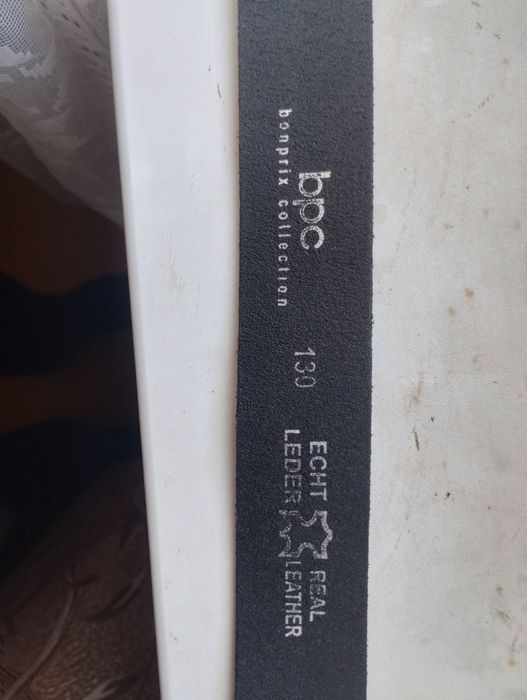 bpc
bonprix collection
130
ECHT
LEDER
REAL
LEATHER